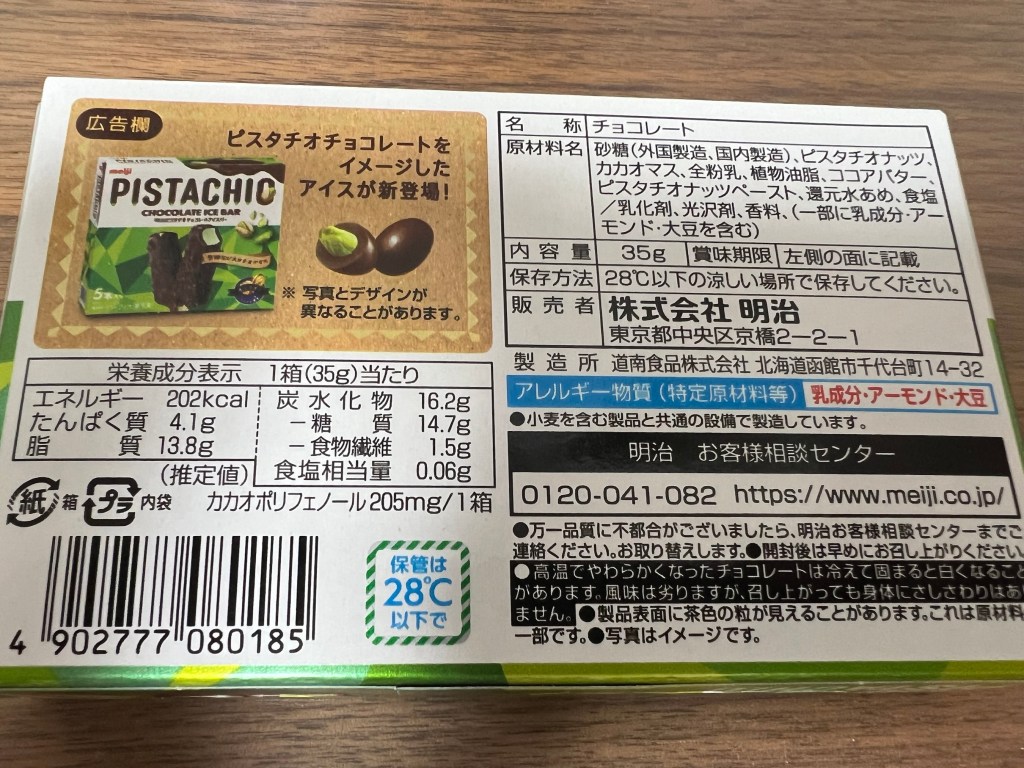 広告欄
ピスタチオチョコレートを
イメージした
アイスが新登場!
meiji
PISTACHIO
CHOCOLATE ICE BAR
※ 写真とデザインが
異なることがあります。
栄養成分表示 1箱(35g)当たり
エネルギー 202kcal
たんぱく質 4.1g
脂質 13.8g
(推定値)
炭水化物 16.2g
−糖質 14.7g
−食物繊維 1.5g
食塩相当量 0.06g
紙 箱 プラ 内袋 カカオポリフェノール205mg/1箱
4 902777 080185
保管は
28℃
以下で
名称 チョコレート
原材料名 砂糖(外国製造、国内製造)、ピスタチオナッツ、
カカオマス、全粉乳、植物油脂、ココアバター、
ピスタチオナッツペースト、還元水あめ、食塩
/乳化剤、光沢剤、香料、(一部に乳成分・アー
モンド・大豆を含む)
内容量 35g 賞味期限 左側の面に記載
保存方法 28℃以下の涼しい場所で保存してください。
販売者 株式会社 明治
東京都中央区京橋2−2−1
製造所 道南食品株式会社 北海道函館市千代台町14−32
アレルギー物質(特定原材料等) 乳成分・アーモンド・大豆
●小麦を含む製品と共通の設備で製造しています。
明治 お客様相談センター
0120-041-082 https://www.meiji.co.jp/
●万一品質に不都合がございましたら、明治お客様相談センターまでご
連絡ください。お取り替えします。●開封後は早めにお召し上がりください
●高温でやわらかくなったチョコレートは冷えて固まると白くなること
があります。風味は劣りますが、召し上がっても身体にさしさわりはあ
ません。●製品表面に茶色の粒が見えることがあります。これは原材料
一部です。●写真はイメージです。